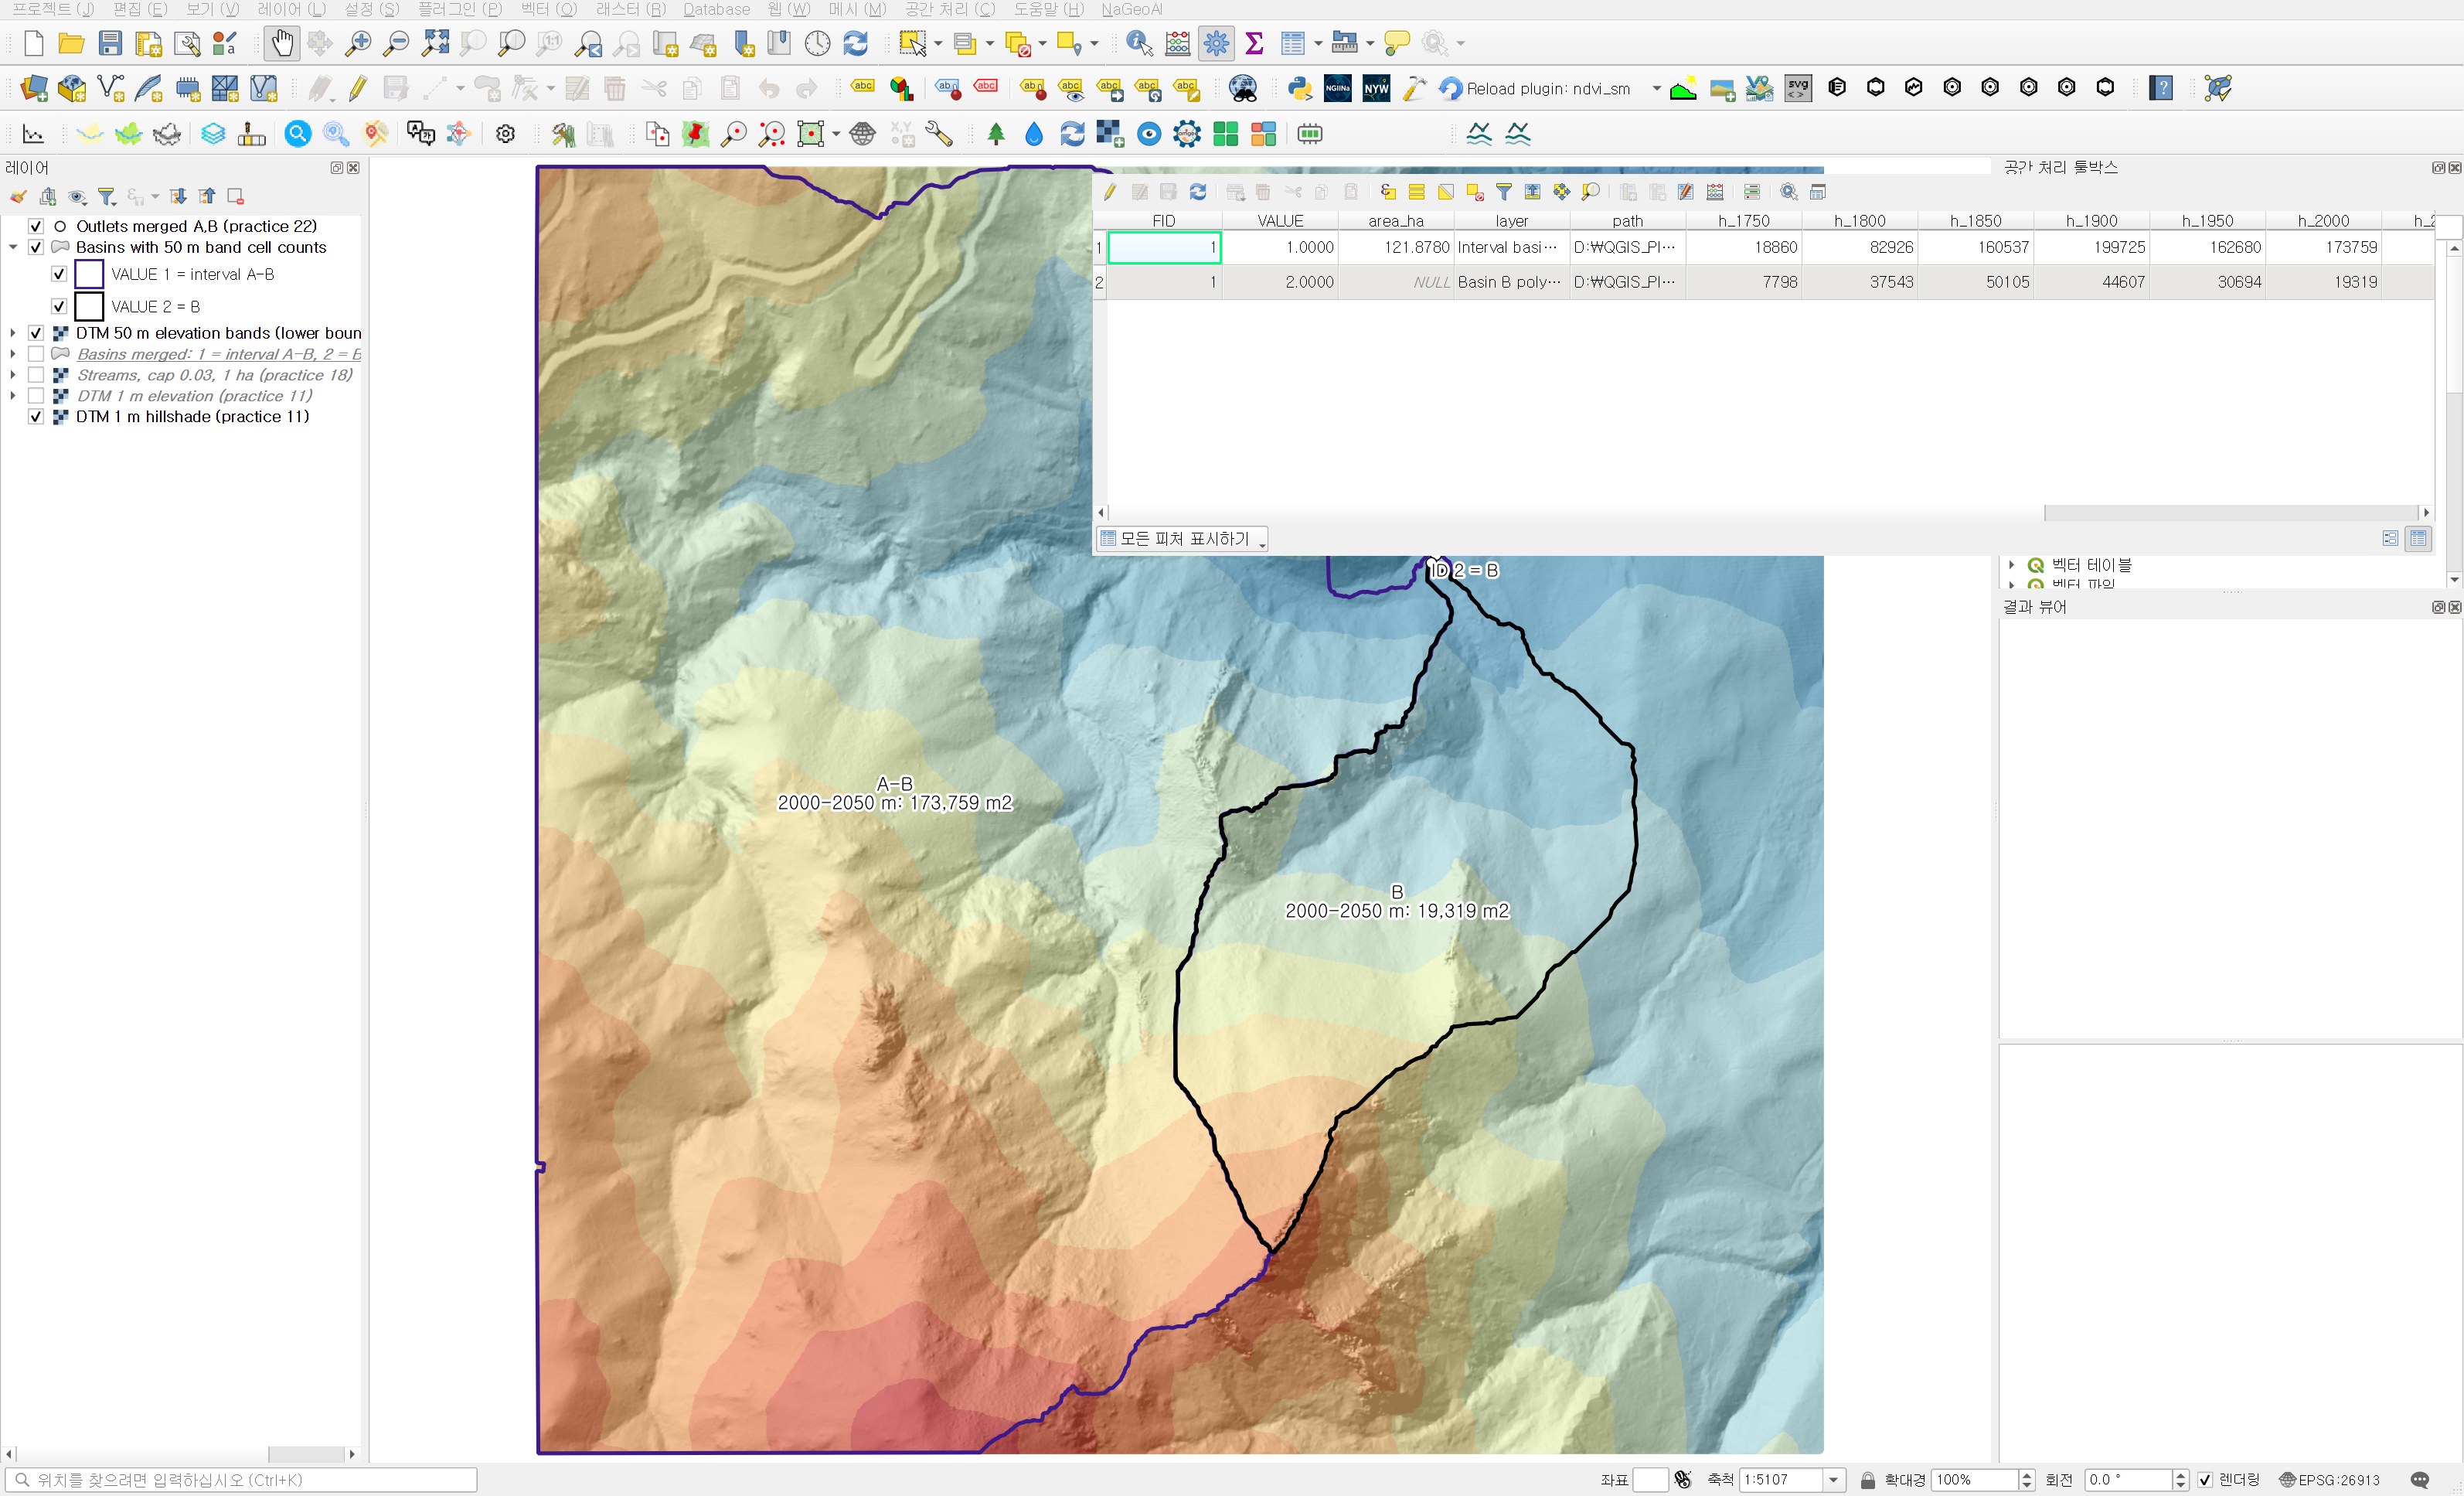 프로젝트 (J) 편집 (E) 보기 (V) 레이어 (L) 설정 (S) 플러그인 (P) 벡터 (O) 래스터 (R) Database 웹 (W) 메시 (M) 공간 처리 (C) 도움말 (H) NaGeoAI
Reload plugin: ndvi_sm
레이어
Outlets merged A,B (practice 22)
Basins with 50 m band cell counts
VALUE 1 = interval A-B
VALUE 2 = B
DTM 50 m elevation bands (lower boun
Basins merged: 1 = interval A-B, 2 = B
Streams, cap 0.03, 1 ha (practice 18)
DTM 1 m elevation (practice 11)
DTM 1 m hillshade (practice 11)
공간 처리 툴박스
FID VALUE area_ha layer path h_1750 h_1800 h_1850 h_1900 h_1950 h_2000 h_2
1 1 1.0000 121.8780 Interval basi… D:₩QGIS_Pl… 18860 82926 160537 199725 162680 173759
2 1 2.0000 NULL Basin B poly… D:₩QGIS_Pl… 7798 37543 50105 44607 30694 19319
모든 피처 표시하기
벡터 테이블
벡터 파일
결과 뷰어
ID 2 = B
A-B
2000-2050 m: 173,759 m2
B
2000-2050 m: 19,319 m2
위치를 찾으려면 입력하십시오 (Ctrl+K)
좌표 축척 1:5107 확대경 100% 회전 0.0 ° 렌더링 EPSG:26913